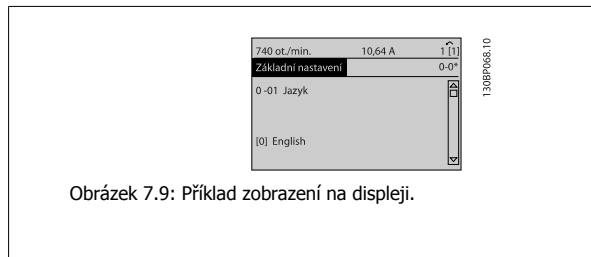 740 ot./min. 10,64 A 1 [1]
Základní nastavení 0-0*
0 -01 Jazyk
[0] English
130BP068.10
Obrázek 7.9: Příklad zobrazení na displeji.